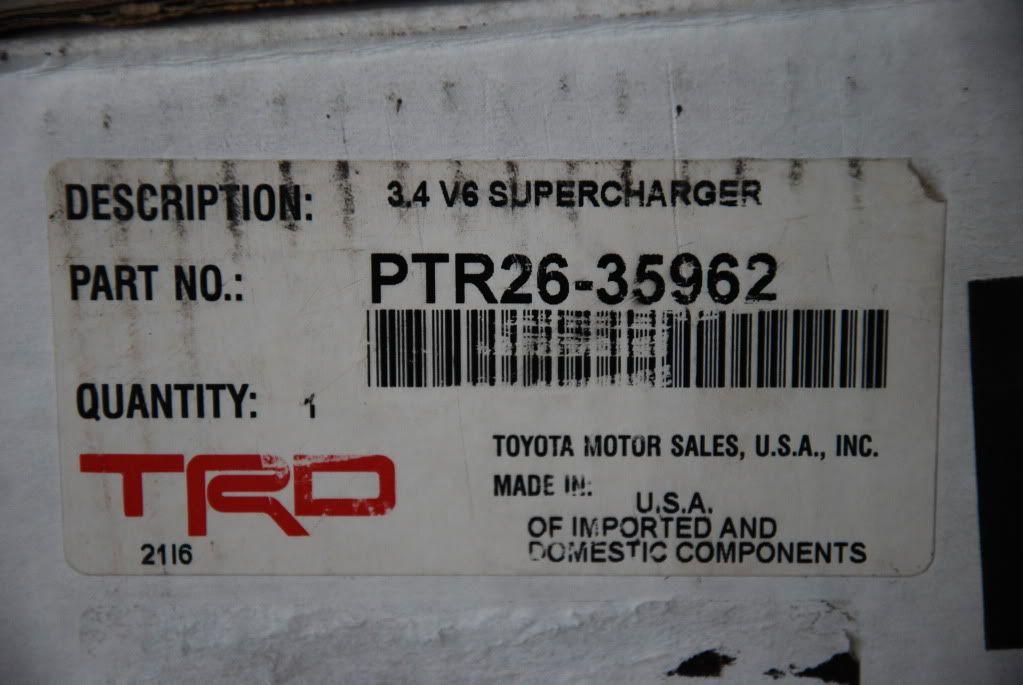 DESCRIPTION: 3.4 V6 SUPERCHARGER
PART NO.: PTR26-35962
QUANTITY: 1
TRD
21I6
TOYOTA MOTOR SALES, U.S.A., INC.
MADE IN: U.S.A.
OF IMPORTED AND
DOMESTIC COMPONENTS